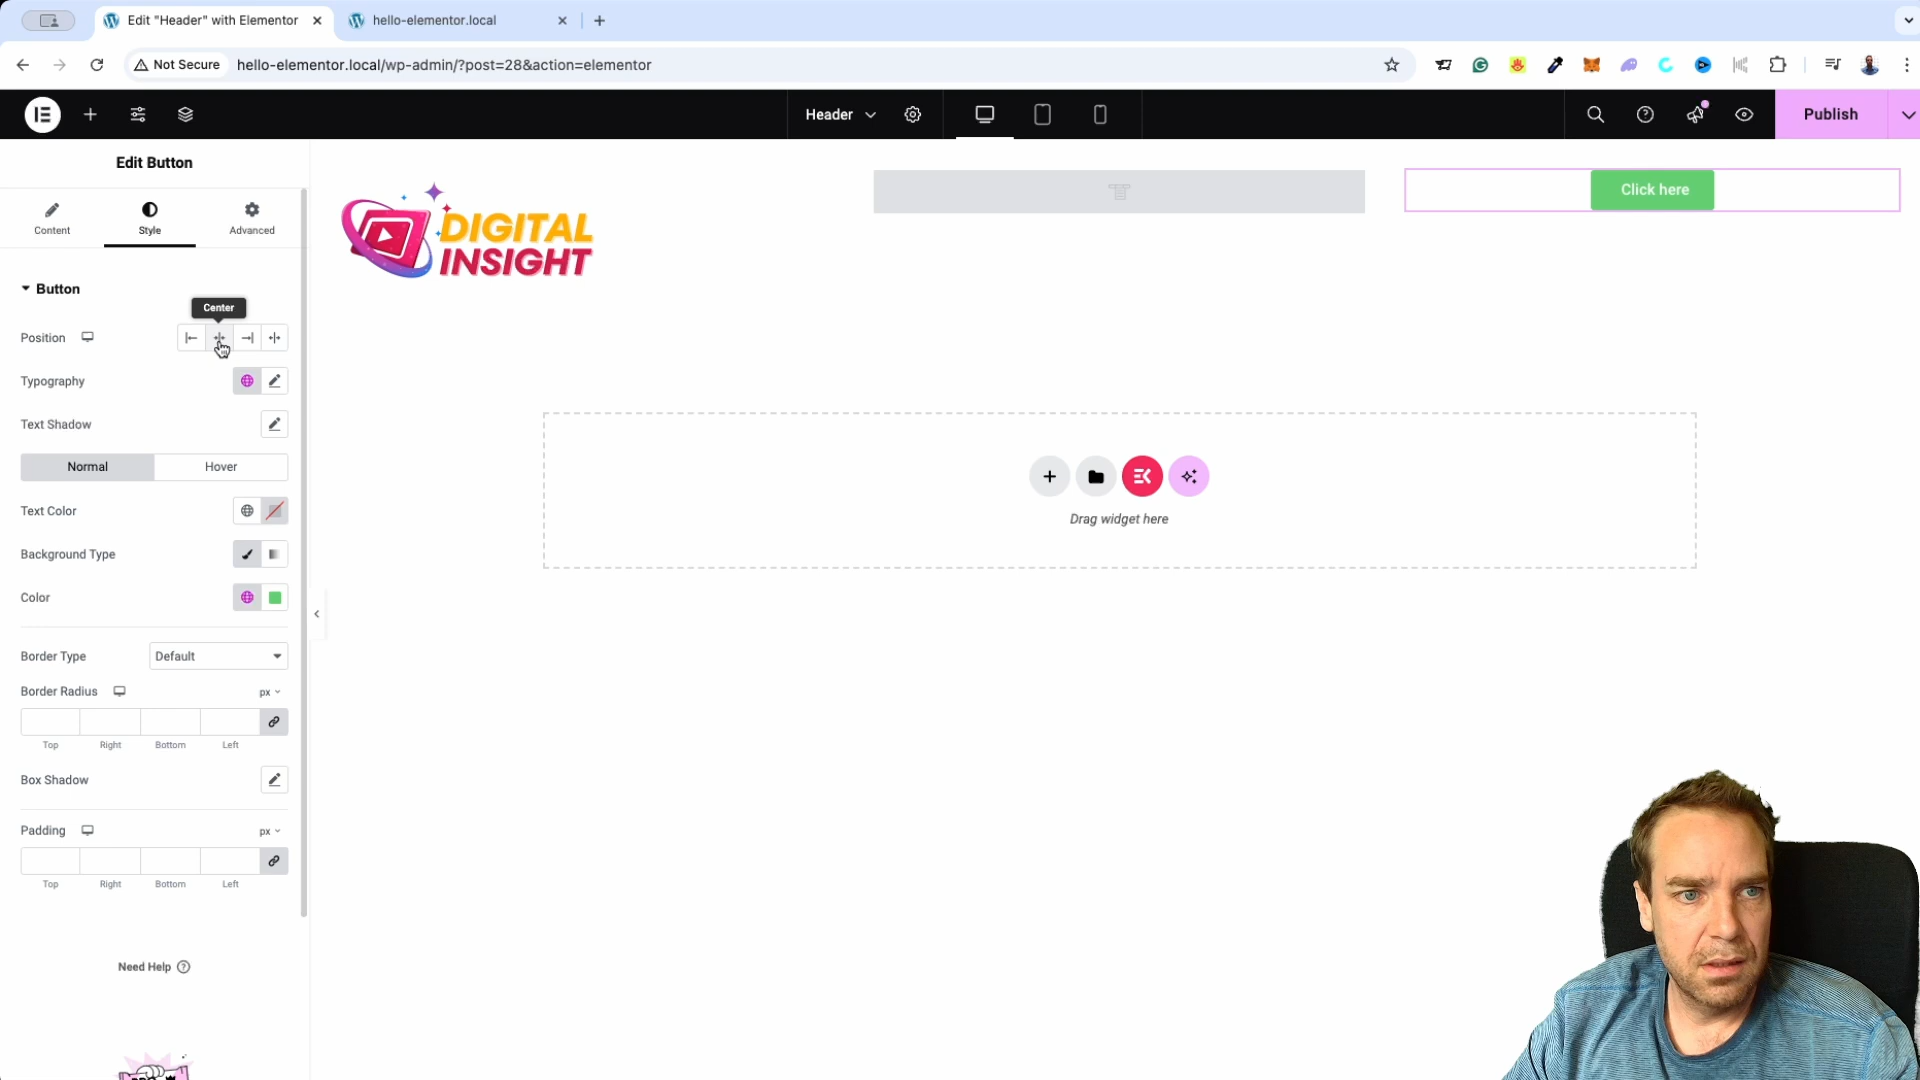 Edit "Header" with Elementor
hello-elementor.local
Not Secure
hello-elementor.local/wp-admin/?post=28&action=elementor
Header
Publish
Edit Button
Content
Style
Advanced
Button
Center
Position
Typography
Text Shadow
Normal
Hover
Text Color
Background Type
Color
Border Type
Default
Border Radius
px
Top
Right
Bottom
Left
Box Shadow
Padding
px
Top
Right
Bottom
Left
Need Help
DIGITAL
INSIGHT
Click here
Drag widget here